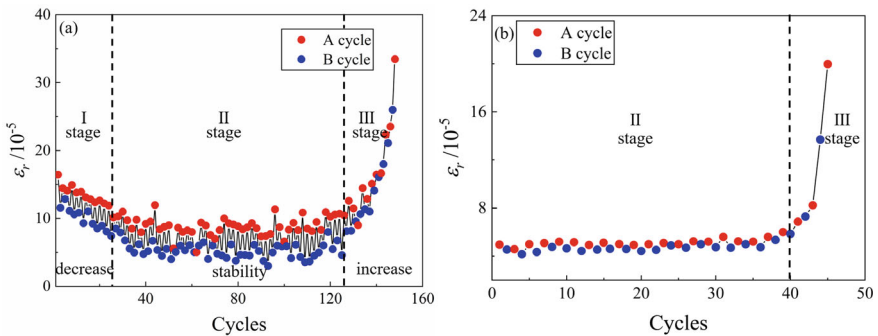 (a)
A cycle
B cycle
I
stage
II
stage
III
stage
decrease
stability
increase
εr /10-5
40
30
20
10
0
40
80
120
160
Cycles
(b)
A cycle
B cycle
II
stage
III
stage
εr /10-5
24
16
8
0
10
20
30
40
50
Cycles